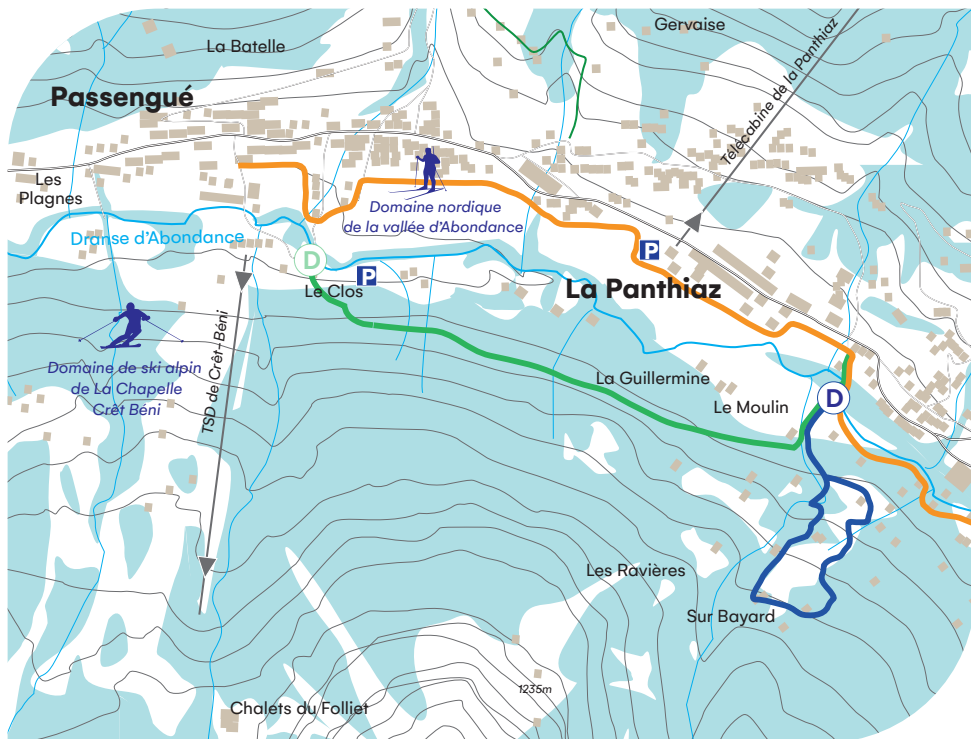 La Batelle
Gervaise
Passengué
Télécabine de la Panthiaz
Les
Plagnes
Domaine nordique
de la vallée d'Abondance
Dranse d'Abondance
D
P
P
Le Clos
La Panthiaz
TSD de Crêt-Béni
Domaine de ski alpin
de La Chapelle
Crêt Béni
La Guillermine
Le Moulin
D
Les Ravières
Sur Bayard
1235m
Chalets du Folliet